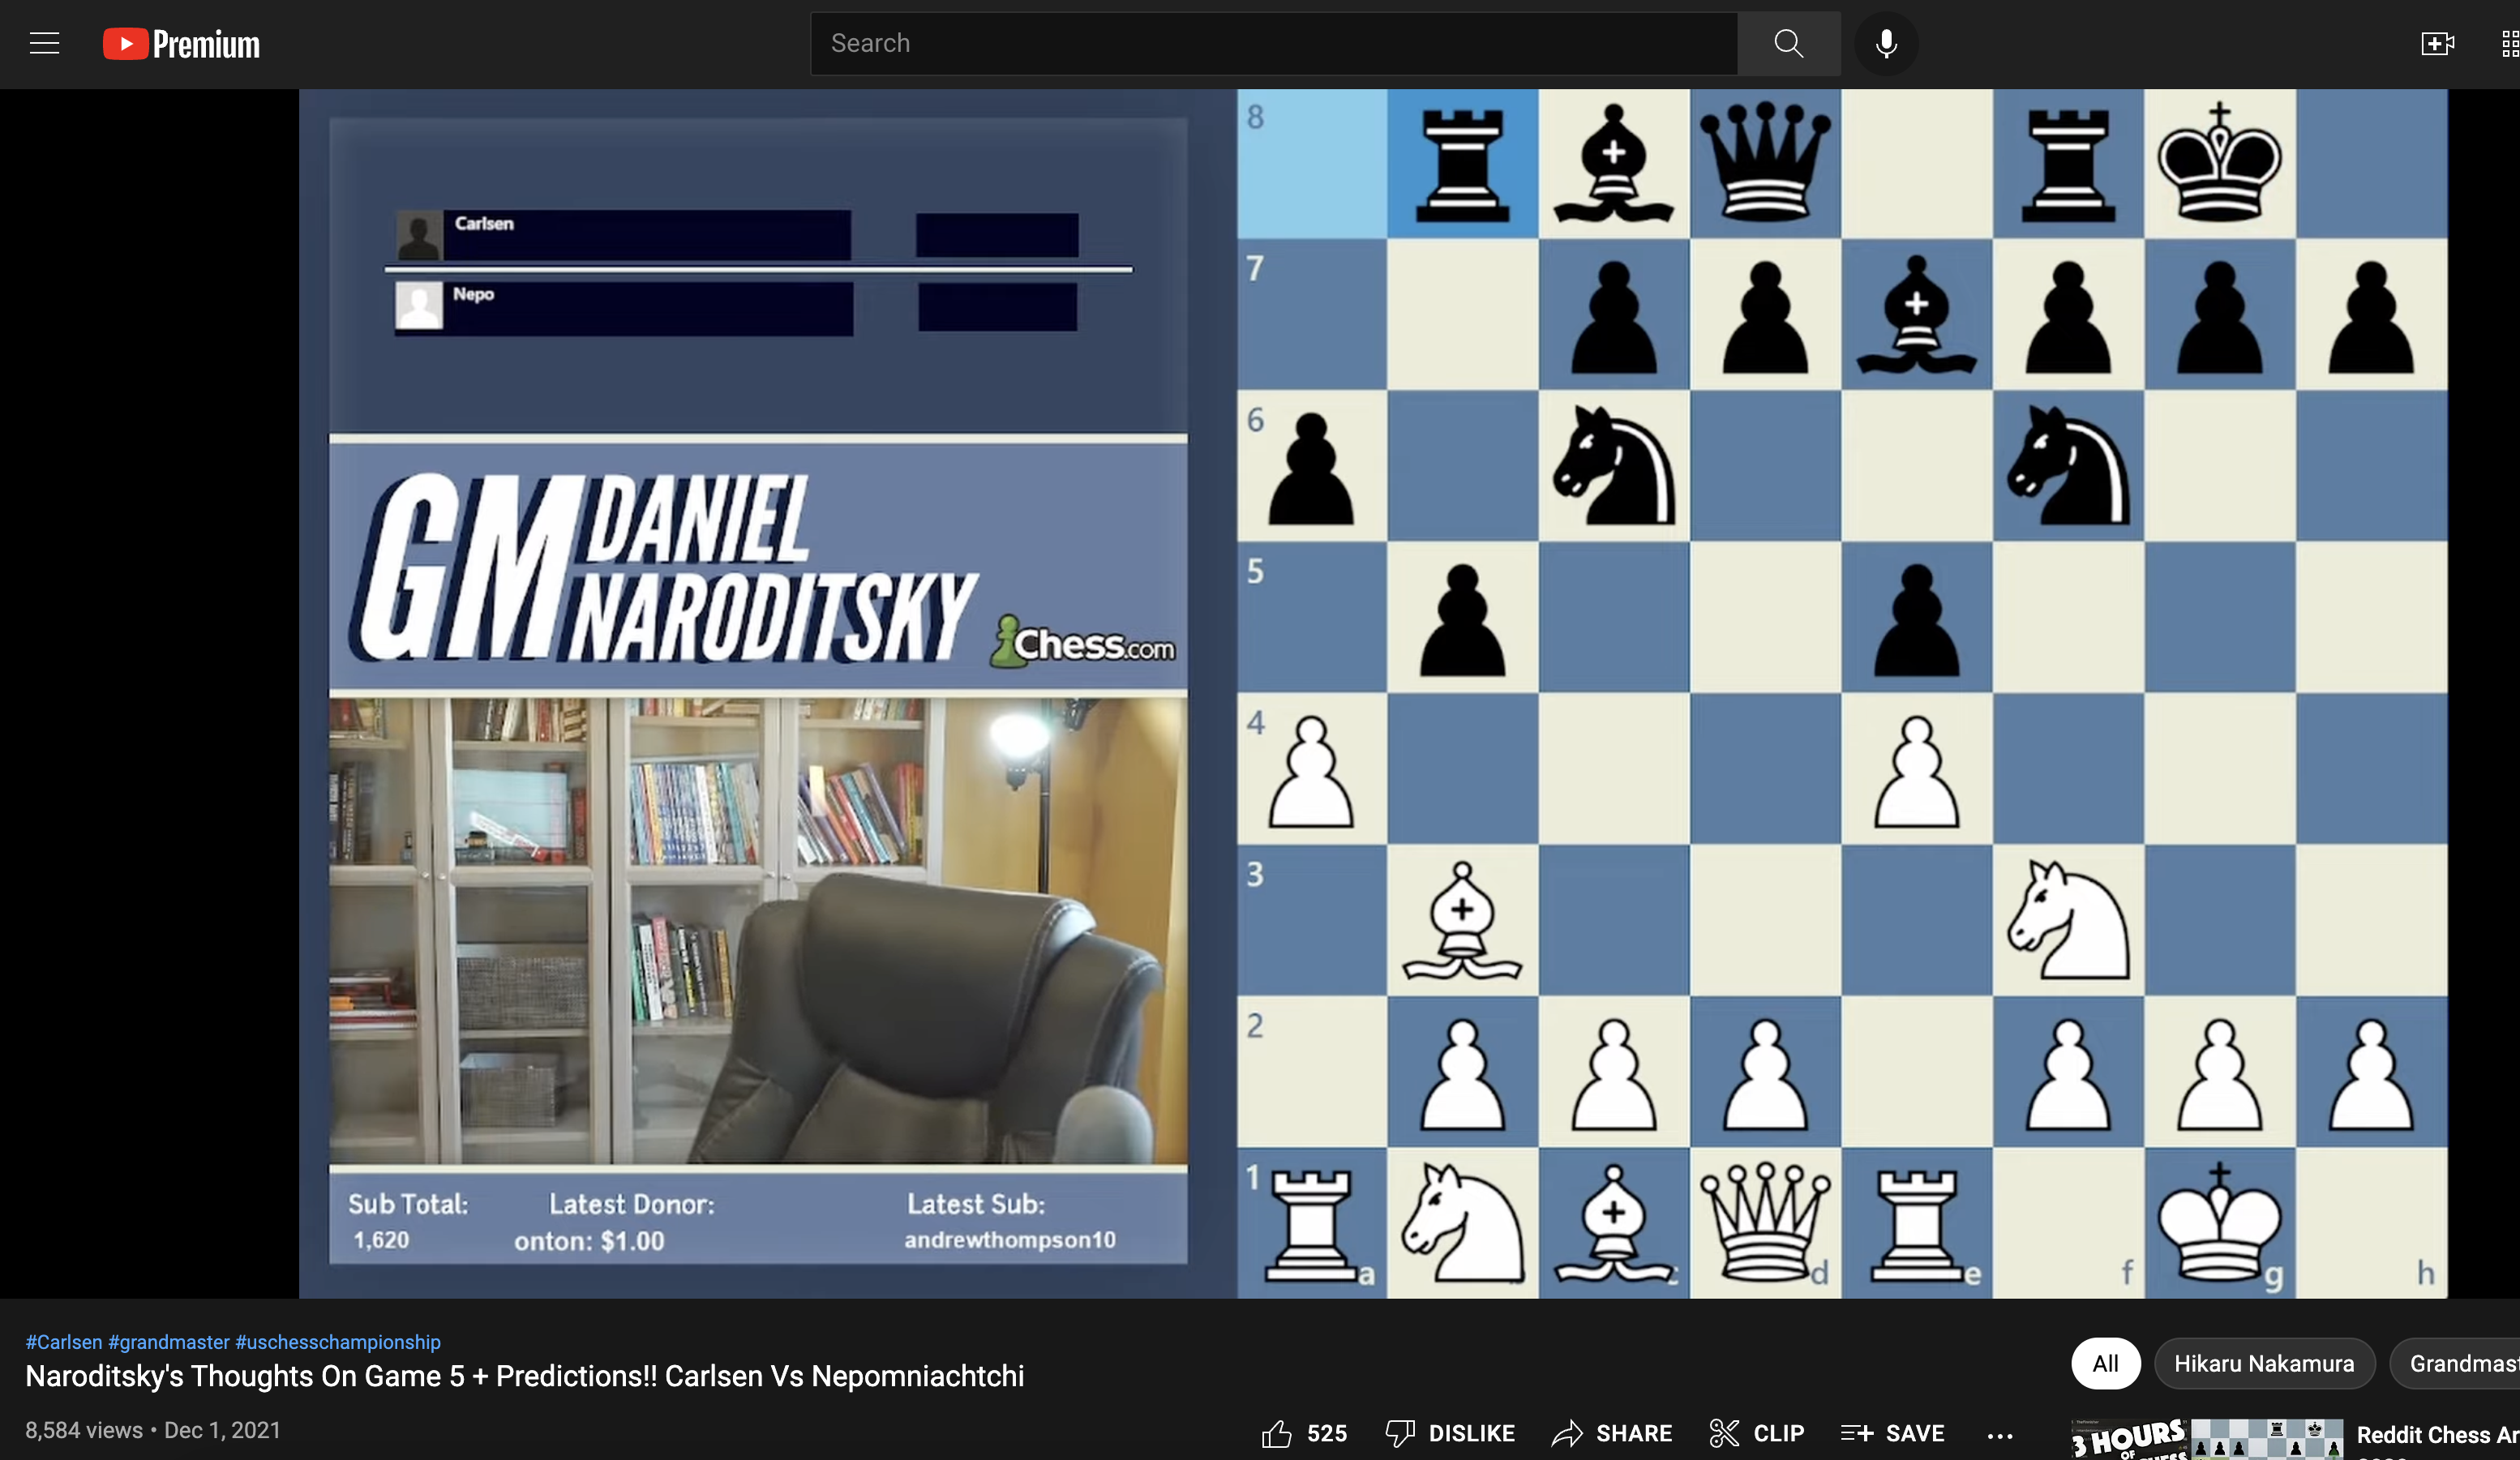 Premium
Search
Carlsen
Nepo
GM DANIEL
NARODITSKY
Chess.com
Sub Total:
1,620
Latest Donor:
onton: $1.00
Latest Sub:
andrewthompson10
8
7
6
5
4
3
2
1
a
d
e
f
g
h
#Carlsen #grandmaster #uschesschampionship
Naroditsky's Thoughts On Game 5 + Predictions!! Carlsen Vs Nepomniachtchi
8,584 views • Dec 1, 2021
525
DISLIKE
SHARE
CLIP
SAVE
All
Hikaru Nakamura
Grandmas
3 HOURS
OF
Reddit Chess Ar